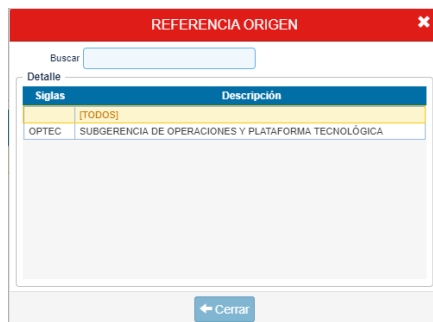 REFERENCIA ORIGEN
Buscar
Detalle
Siglas Descripción
[TODOS]
OPTEC SUBGERENCIA DE OPERACIONES Y PLATAFORMA TECNOLÓGICA
Cerrar